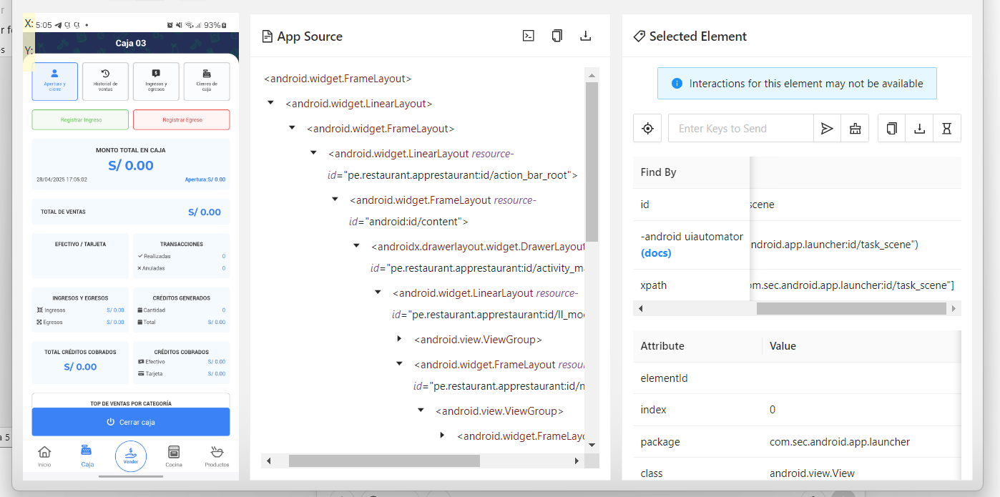 X:
5:05
93%
Y:
Caja 03
Apertura y cierre
Historial de ventas
Ingresos y egresos
Cierres de caja
Registrar Ingreso
Registrar Egreso
MONTO TOTAL EN CAJA
S/ 0.00
28/04/2025 17:05:02
Apertura:S/ 0.00
TOTAL DE VENTAS
S/ 0.00
EFECTIVO / TARJETA
TRANSACCIONES
Realizadas 0
Anuladas 0
INGRESOS Y EGRESOS
Ingresos S/ 0.00
Egresos S/ 0.00
CRÉDITOS GENERADOS
Cantidad 0
Total S/ 0.00
TOTAL CRÉDITOS COBRADOS
S/ 0.00
CRÉDITOS COBRADOS
Efectivo S/ 0.00
Tarjeta S/ 0.00
TOP DE VENTAS POR CATEGORÍA
Cerrar caja
Inicio
Caja
Vender
Cocina
Productos
App Source
<android.widget.FrameLayout>
<android.widget.LinearLayout>
<android.widget.FrameLayout>
<android.widget.LinearLayout resource-
id="pe.restaurant.apprestaurant:id/action_bar_root">
<android.widget.FrameLayout resource-
id="android:id/content">
<androidx.drawerlayout.widget.DrawerLayout
id="pe.restaurant.apprestaurant:id/activity_ma
<android.widget.LinearLayout resource-
id="pe.restaurant.apprestaurant:id/ll_mo
<android.view.ViewGroup>
<android.widget.FrameLayout resou
id="pe.restaurant.apprestaurant:id/n
<android.view.ViewGroup>
<android.widget.FrameLayo
Selected Element
Interactions for this element may not be available
Enter Keys to Send
Find By
id
scene
-android uiautomator
(docs)
ndroid.app.launcher:id/task_scene")
xpath
om.sec.android.app.launcher:id/task_scene"]
Attribute
Value
elementId
index
0
package
com.sec.android.app.launcher
class
android.view.View